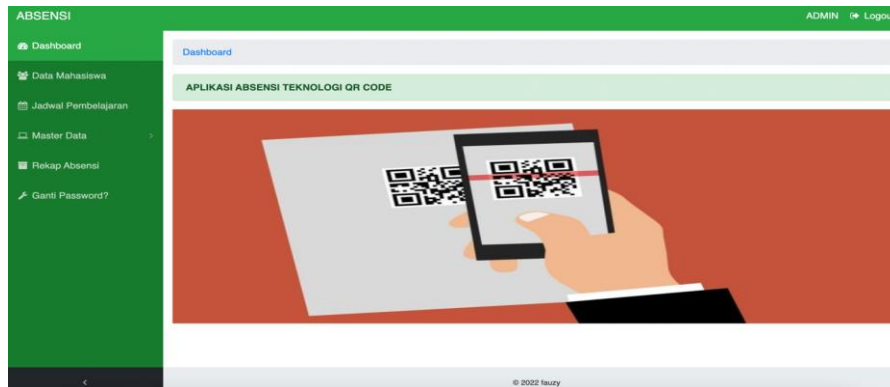 ABSENSI
ADMIN Logou
Dashboard
Data Mahasiswa
Jadwal Pembelajaran
Master Data
Rekap Absensi
Ganti Password?
Dashboard
APLIKASI ABSENSI TEKNOLOGI QR CODE
© 2022 fauzy